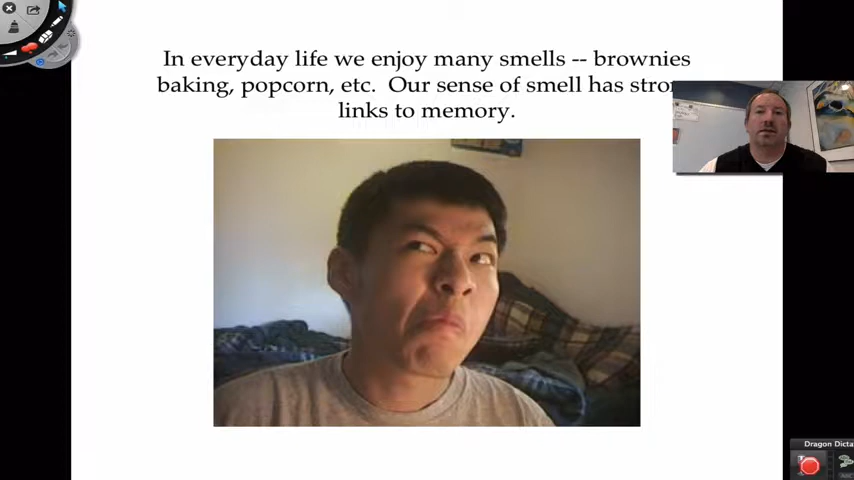 In everyday life we enjoy many smells -- brownies
baking, popcorn, etc. Our sense of smell has
links to memory.
Dragon Dicta